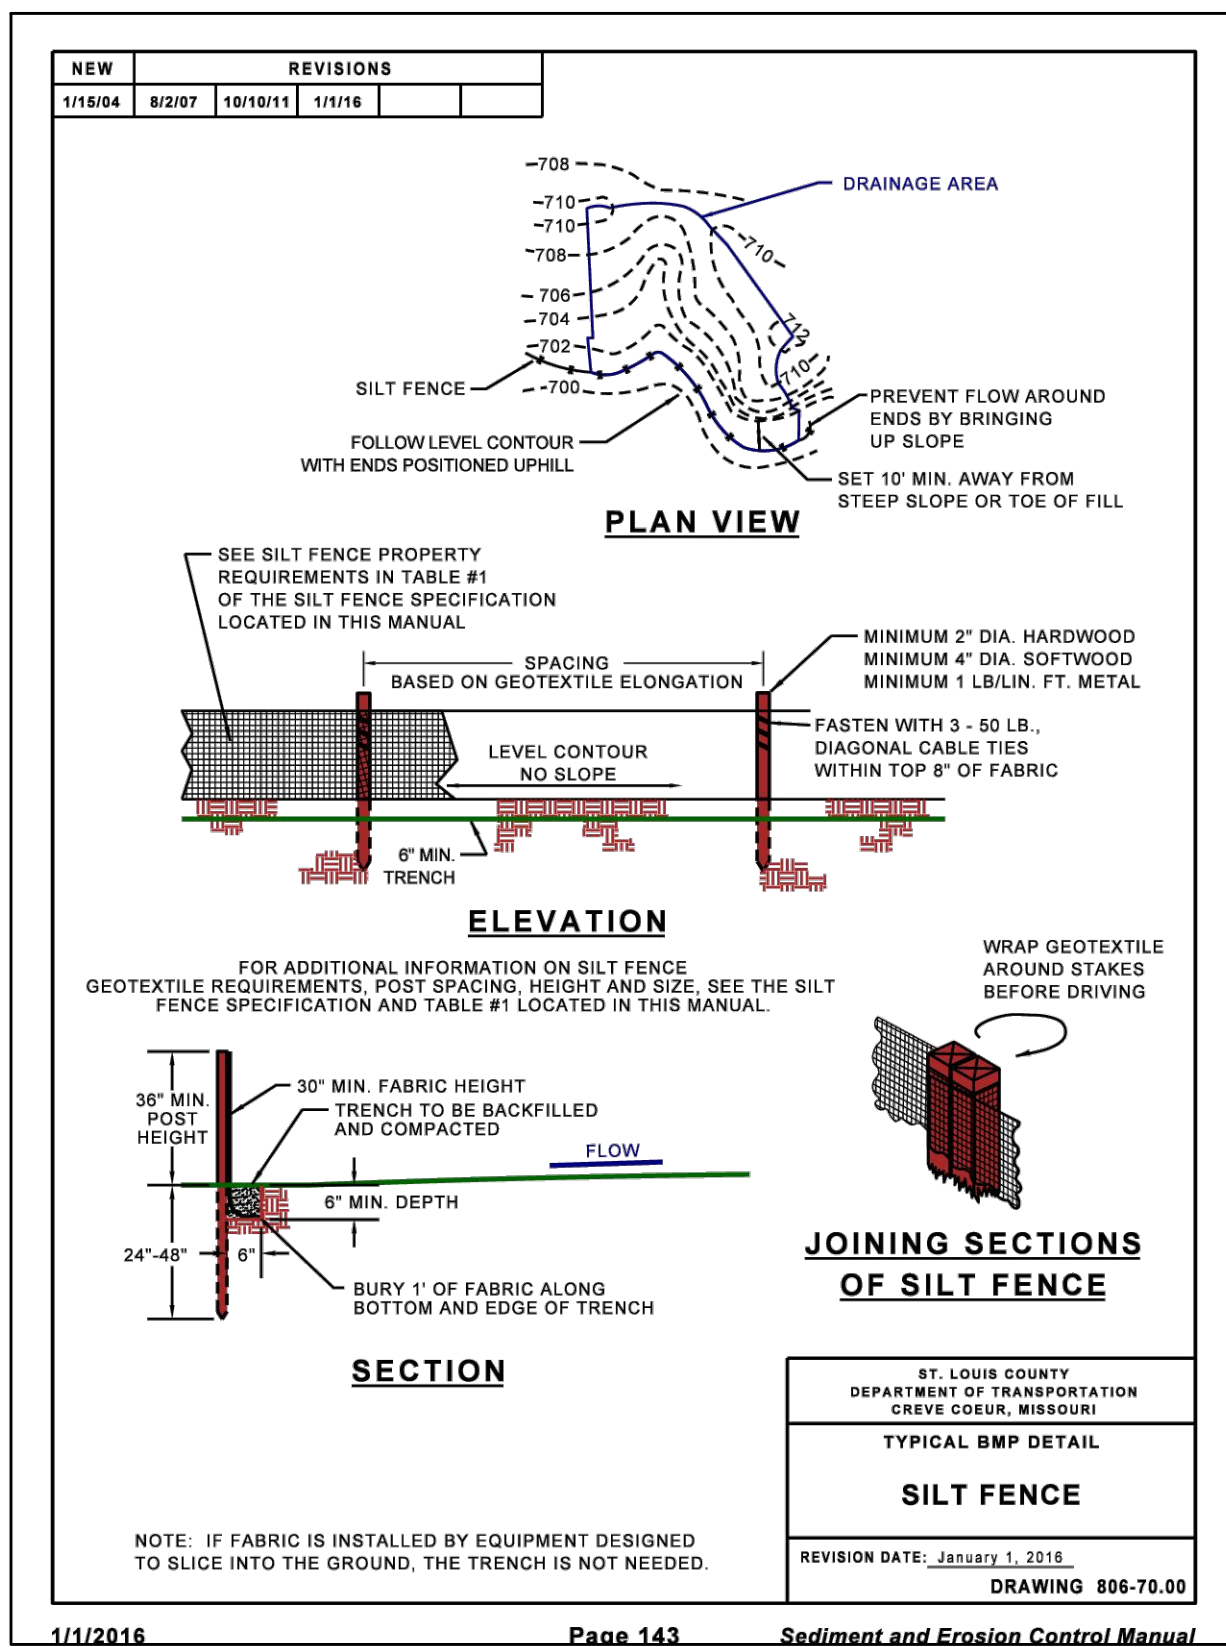 NEW REVISIONS
1/15/04 8/2/07 10/10/11 1/1/16
708
DRAINAGE AREA
710
710
710
708
706
704
712
702
710
700
SILT FENCE
PREVENT FLOW AROUND
ENDS BY BRINGING
UP SLOPE
FOLLOW LEVEL CONTOUR
WITH ENDS POSITIONED UPHILL
SET 10' MIN. AWAY FROM
STEEP SLOPE OR TOE OF FILL
PLAN VIEW
SEE SILT FENCE PROPERTY
REQUIREMENTS IN TABLE #1
OF THE SILT FENCE SPECIFICATION
LOCATED IN THIS MANUAL
MINIMUM 2" DIA. HARDWOOD
MINIMUM 4" DIA. SOFTWOOD
MINIMUM 1 LB/LIN. FT. METAL
SPACING
BASED ON GEOTEXTILE ELONGATION
FASTEN WITH 3 - 50 LB.,
DIAGONAL CABLE TIES
WITHIN TOP 8" OF FABRIC
LEVEL CONTOUR
NO SLOPE
6" MIN.
TRENCH
ELEVATION
FOR ADDITIONAL INFORMATION ON SILT FENCE
GEOTEXTILE REQUIREMENTS, POST SPACING, HEIGHT AND SIZE, SEE THE SILT
FENCE SPECIFICATION AND TABLE #1 LOCATED IN THIS MANUAL.
WRAP GEOTEXTILE
AROUND STAKES
BEFORE DRIVING
36" MIN.
POST
HEIGHT
30" MIN. FABRIC HEIGHT
TRENCH TO BE BACKFILLED
AND COMPACTED
FLOW
6" MIN. DEPTH
24"-48"
6"
BURY 1' OF FABRIC ALONG
BOTTOM AND EDGE OF TRENCH
SECTION
JOINING SECTIONS
OF SILT FENCE
ST. LOUIS COUNTY
DEPARTMENT OF TRANSPORTATION
CREVE COEUR, MISSOURI
TYPICAL BMP DETAIL
SILT FENCE
NOTE: IF FABRIC IS INSTALLED BY EQUIPMENT DESIGNED
TO SLICE INTO THE GROUND, THE TRENCH IS NOT NEEDED.
REVISION DATE: January 1, 2016
DRAWING 806-70.00
1/1/2016 Page 143 Sediment and Erosion Control Manual